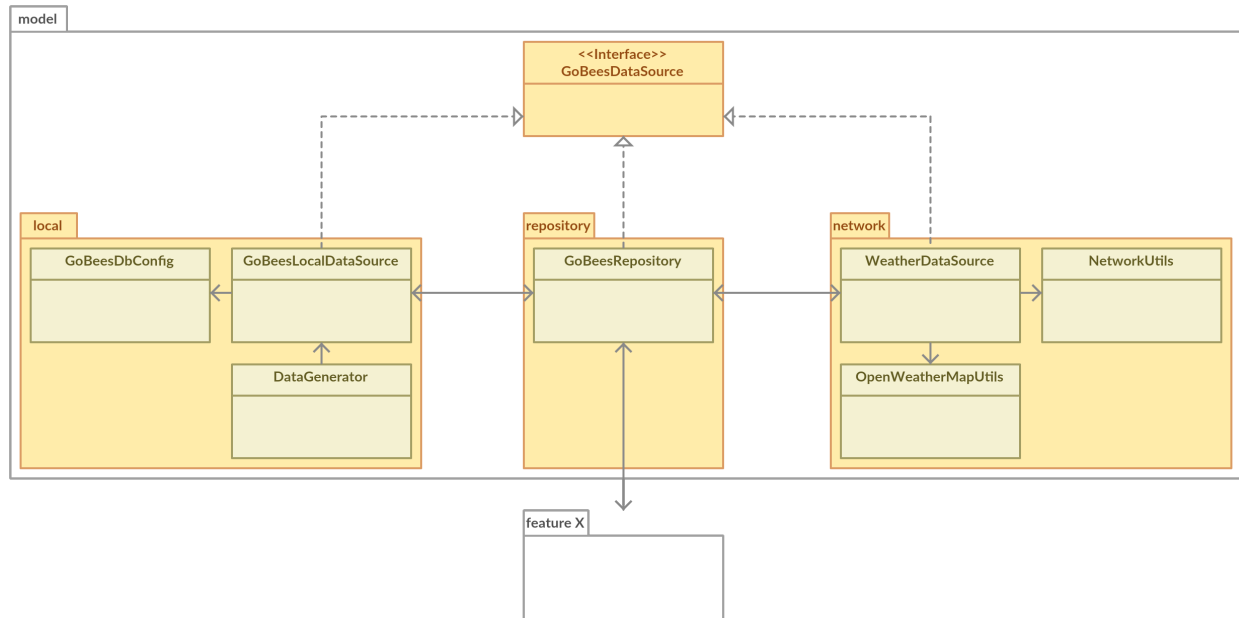 model
<<Interface>>
GoBeesDataSource
local
repository
network
GoBeesDbConfig
GoBeesLocalDataSource
GoBeesRepository
WeatherDataSource
NetworkUtils
DataGenerator
OpenWeatherMapUtils
feature X